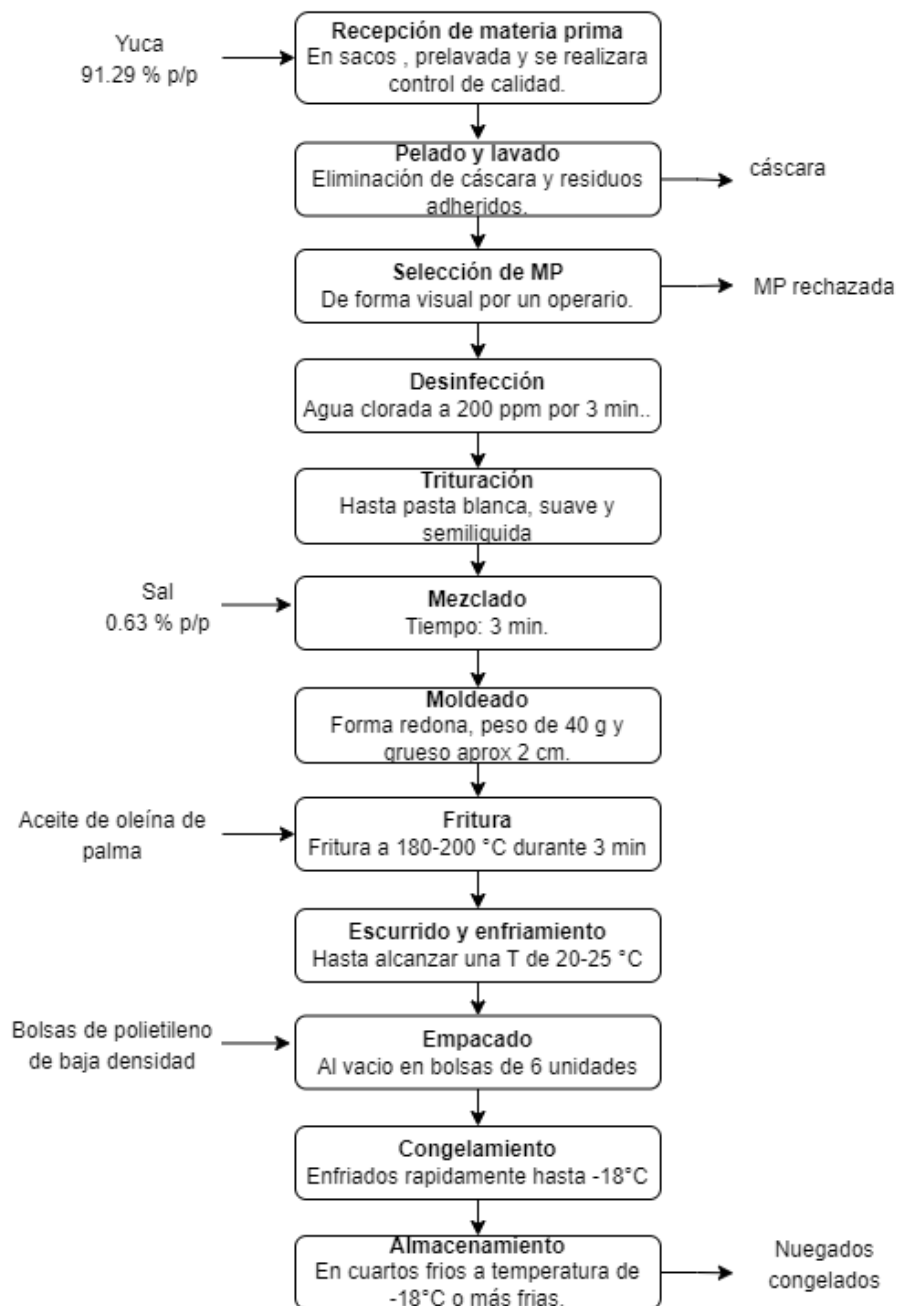 Yuca
91.29 % p/p
Recepción de materia prima
En sacos , prelavada y se realizara
control de calidad.
Pelado y lavado
Eliminación de cáscara y residuos
adheridos.
cáscara
Selección de MP
De forma visual por un operario.
MP rechazada
Desinfección
Agua clorada a 200 ppm por 3 min..
Trituración
Hasta pasta blanca, suave y
semiliquida
Sal
0.63 % p/p
Mezclado
Tiempo: 3 min.
Moldeado
Forma redona, peso de 40 g y
grueso aprox 2 cm.
Aceite de oleína de
palma
Fritura
Fritura a 180-200 °C durante 3 min
Escurrido y enfriamiento
Hasta alcanzar una T de 20-25 °C
Bolsas de polietileno
de baja densidad
Empacado
Al vacio en bolsas de 6 unidades
Congelamiento
Enfriados rapidamente hasta -18°C
Almacenamiento
En cuartos frios a temperatura de
-18°C o más frias.
Nuegados
congelados